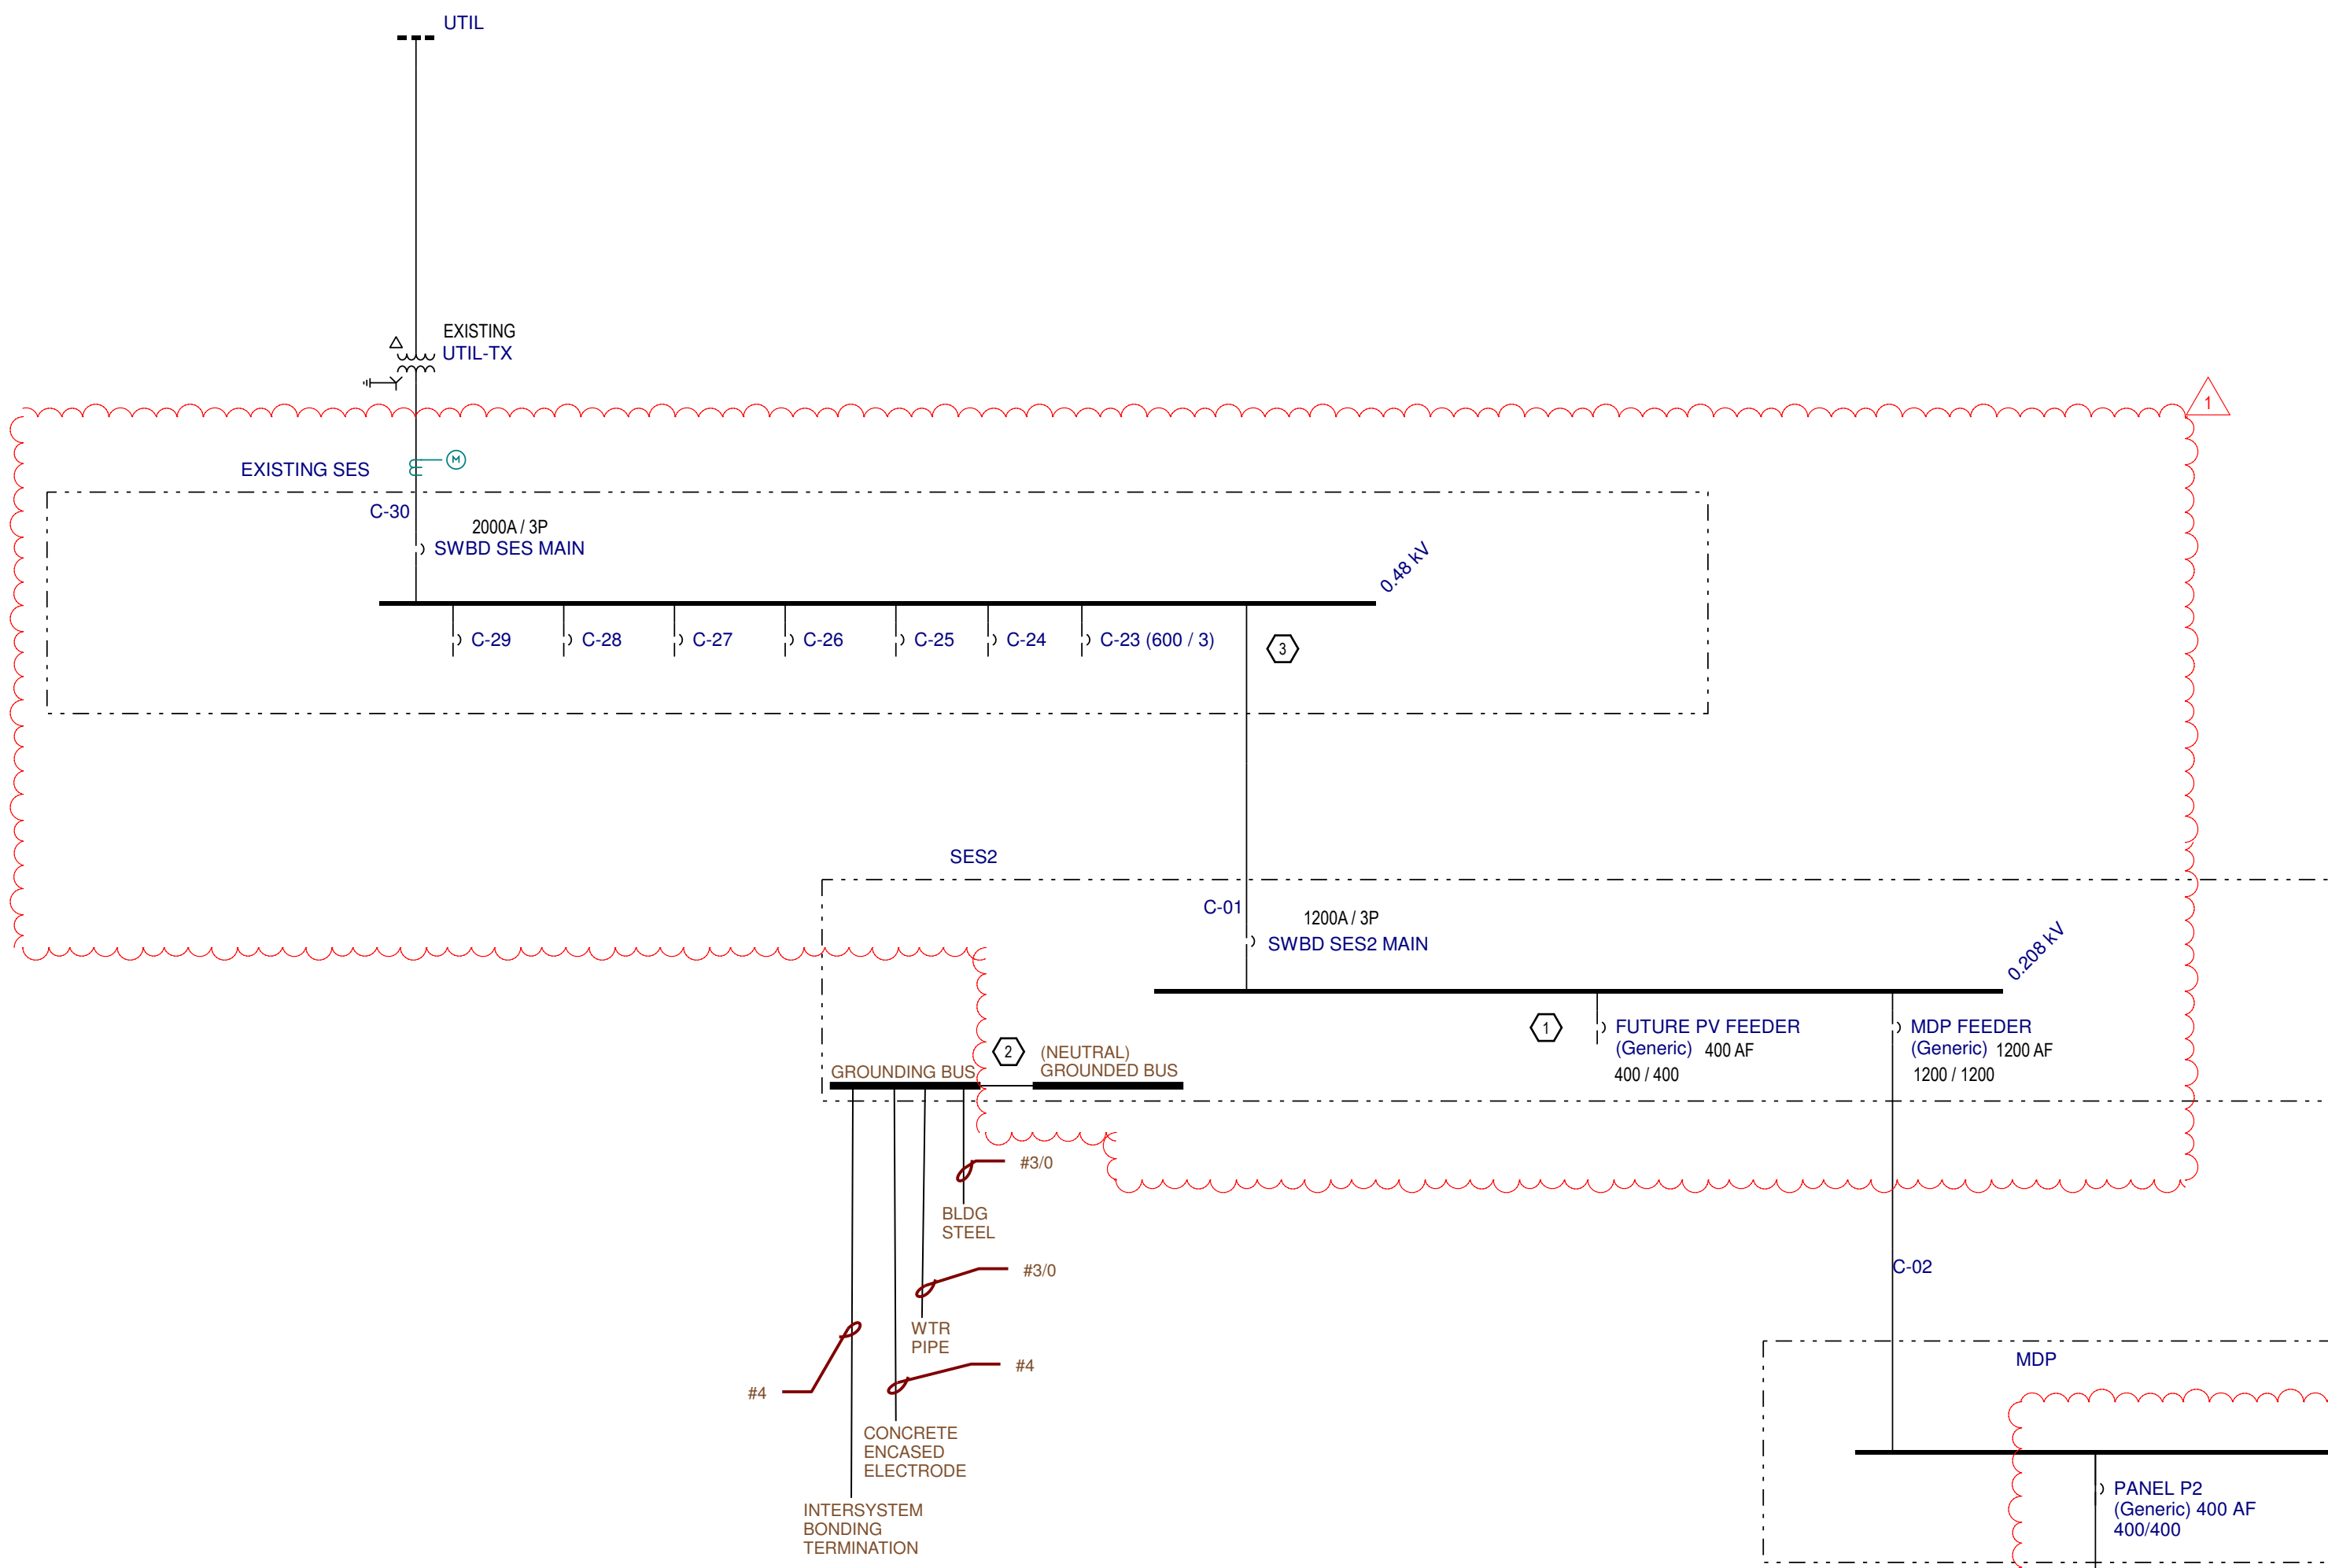 UTIL
EXISTING
UTIL-TX
1
M
EXISTING SES
C-30
2000A / 3P
SWBD SES MAIN
0.48 kV
C-29
C-28
C-27
C-26
C-25
C-24
C-23 (600 / 3)
3
SES2
C-01
1200A / 3P
SWBD SES2 MAIN
0.208 kV
1
FUTURE PV FEEDER
(Generic) 400 AF
400 / 400
MDP FEEDER
(Generic) 1200 AF
1200 / 1200
2
(NEUTRAL)
GROUNDED BUS
GROUNDING BUS
#3/0
BLDG
STEEL
#3/0
WTR
PIPE
#4
#4
CONCRETE
ENCASED
ELECTRODE
INTERSYSTEM
BONDING
TERMINATION
C-02
MDP
PANEL P2
(Generic) 400 AF
400/400